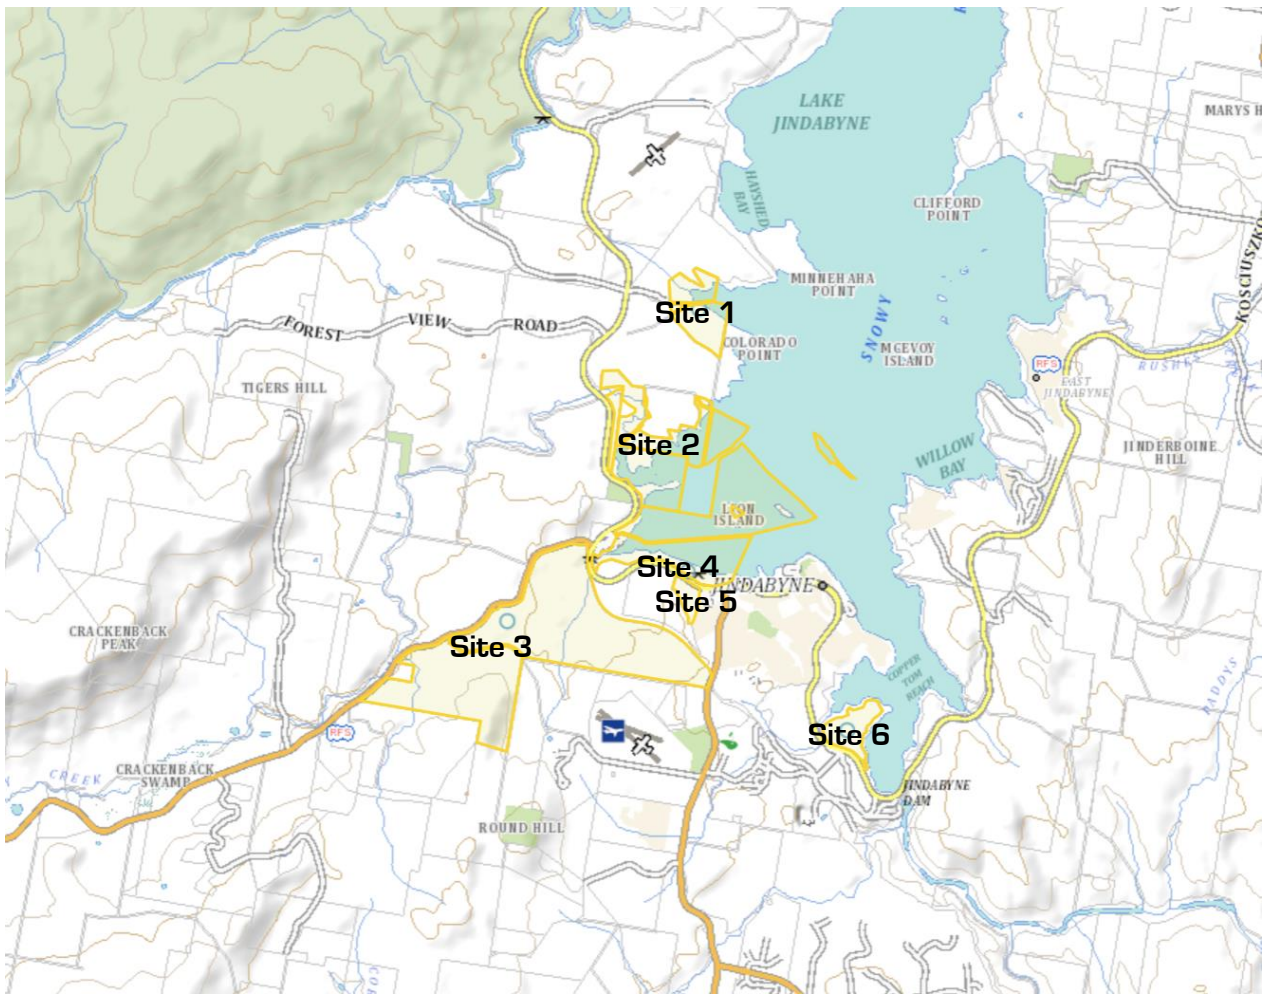 LAKE
JINDABYNE
MARYS H
HAYSHED
BAY
CLIFFORD
POINT
KOSCIUSZKO
MINNEHAHA
POINT
Site 1
SNOWY
FOREST VIEW ROAD
COLORADO
POINT
MCEVOY
ISLAND
RFS
EAST
JINDABYNE
TIGERS HILL
Site 2
WILLOW
BAY
JINDERBOINE
HILL
LION
ISLAND
Site 4
JINDABYNE
Site 5
CRACKENBACK
PEAK
Site 3
COPPER
TOM
BEACH
PADDYS
RFS
Site 6
CREEK
CRACKENBACK
SWAMP
JINDABYNE
DAM
ROUND HILL